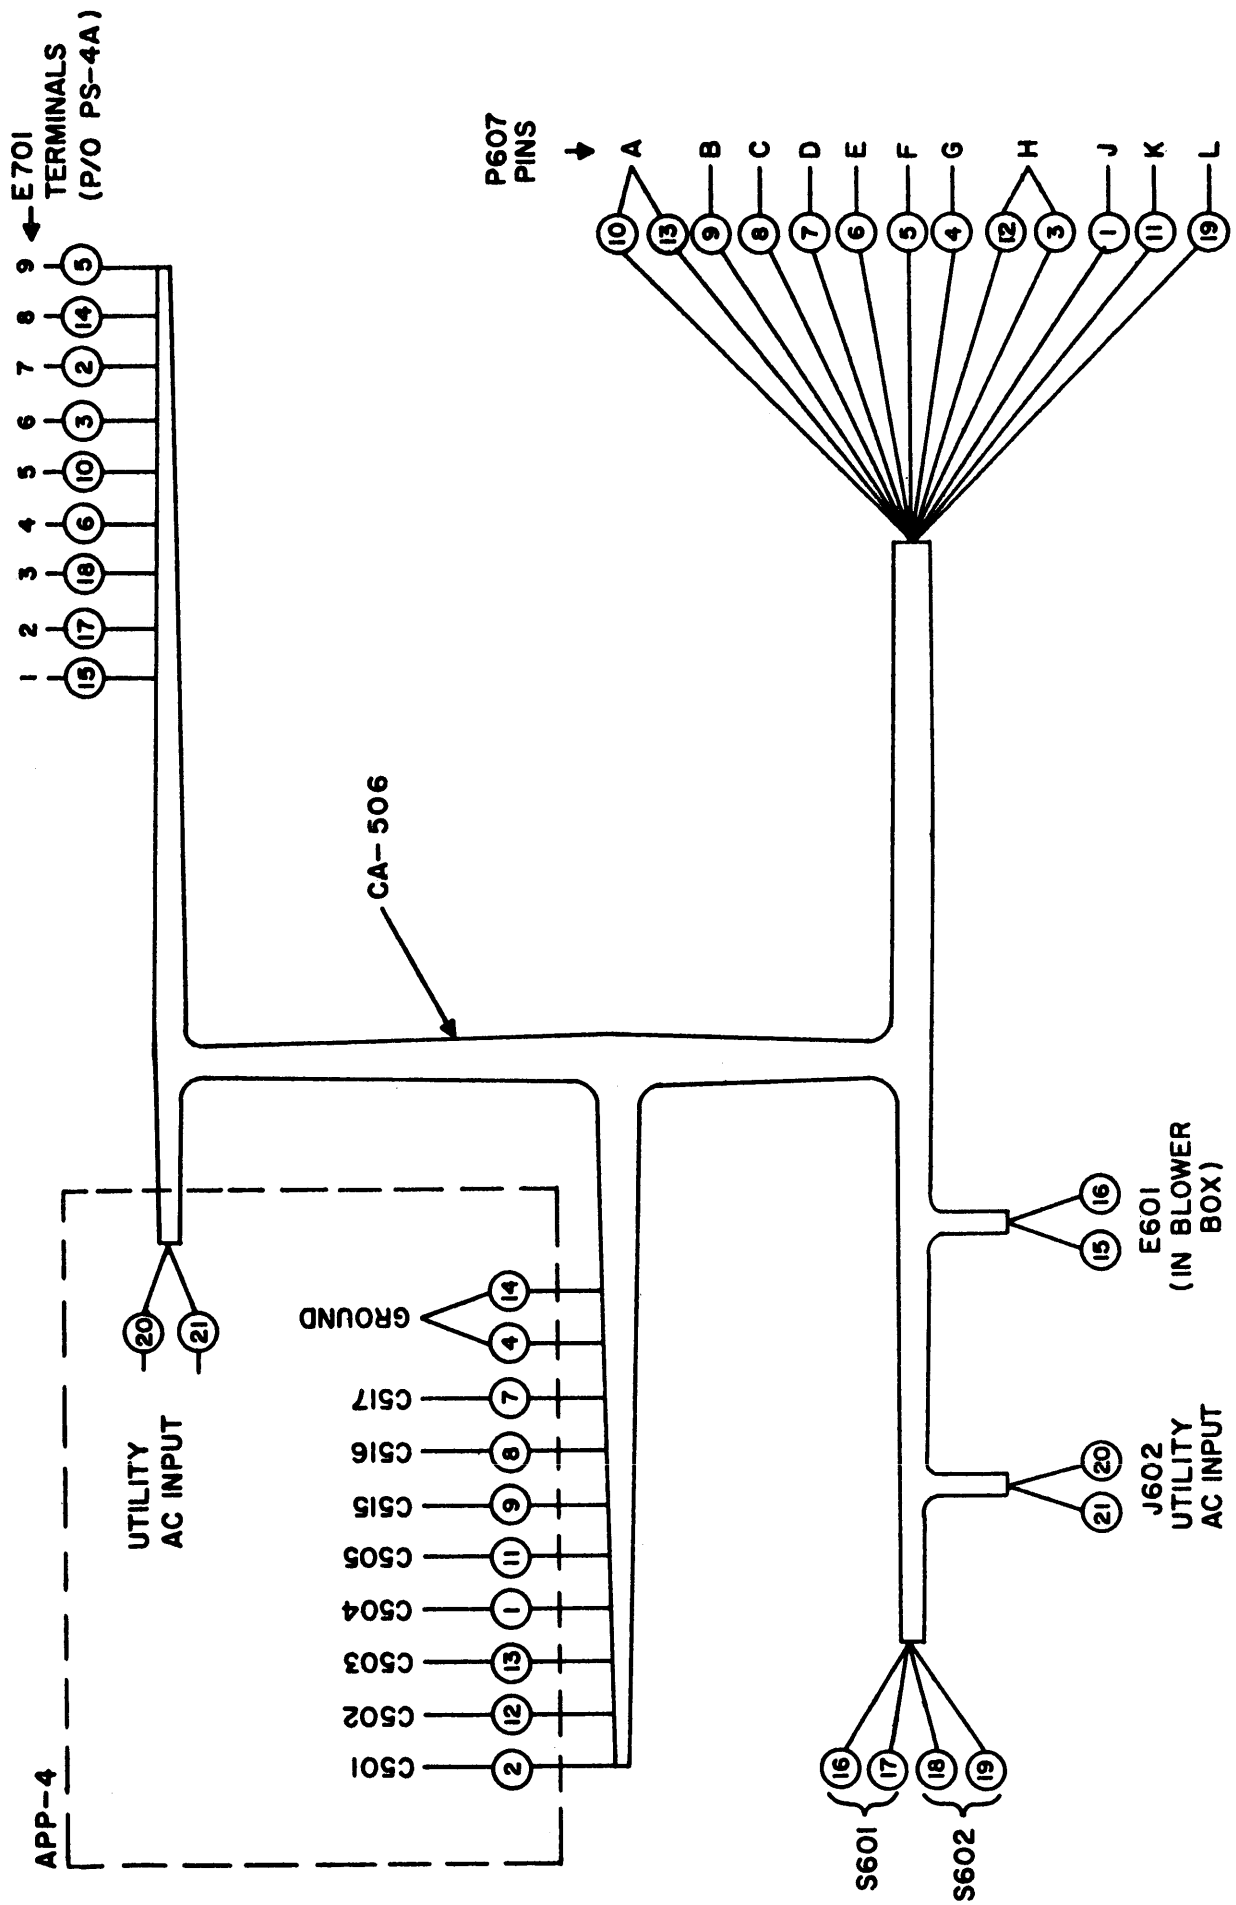 E701
TERMINALS
(P/O PS-4A)
1 2 3 4 5 6 7 8 9
15 17 18 6 10 3 2 14 5
CA-506
P607
PINS
10 A
13
9 B
8 C
7 D
6 E
5 F
4 G
12 H
3
1 J
11 K
19 L
APP-4
UTILITY
AC INPUT
20
21
GROUND
C501 C502 C503 C504 C505 C515 C516 C517
2 12 13 1 11 9 8 7 4 14
S601
16
17
S602
18
19
21 20
J602
UTILITY
AC INPUT
15 16
E601
(IN BLOWER
BOX)